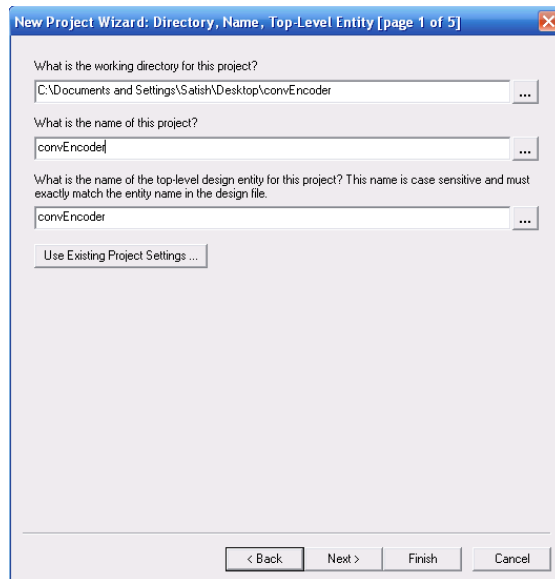 New Project Wizard: Directory, Name, Top-Level Entity [page 1 of 5]
What is the working directory for this project?
C:\Documents and Settings\Satish\Desktop\convEncoder
...
What is the name of this project?
convEncoder
...
What is the name of the top-level design entity for this project? This name is case sensitive and must
exactly match the entity name in the design file.
convEncoder
...
Use Existing Project Settings ...
< Back
Next >
Finish
Cancel